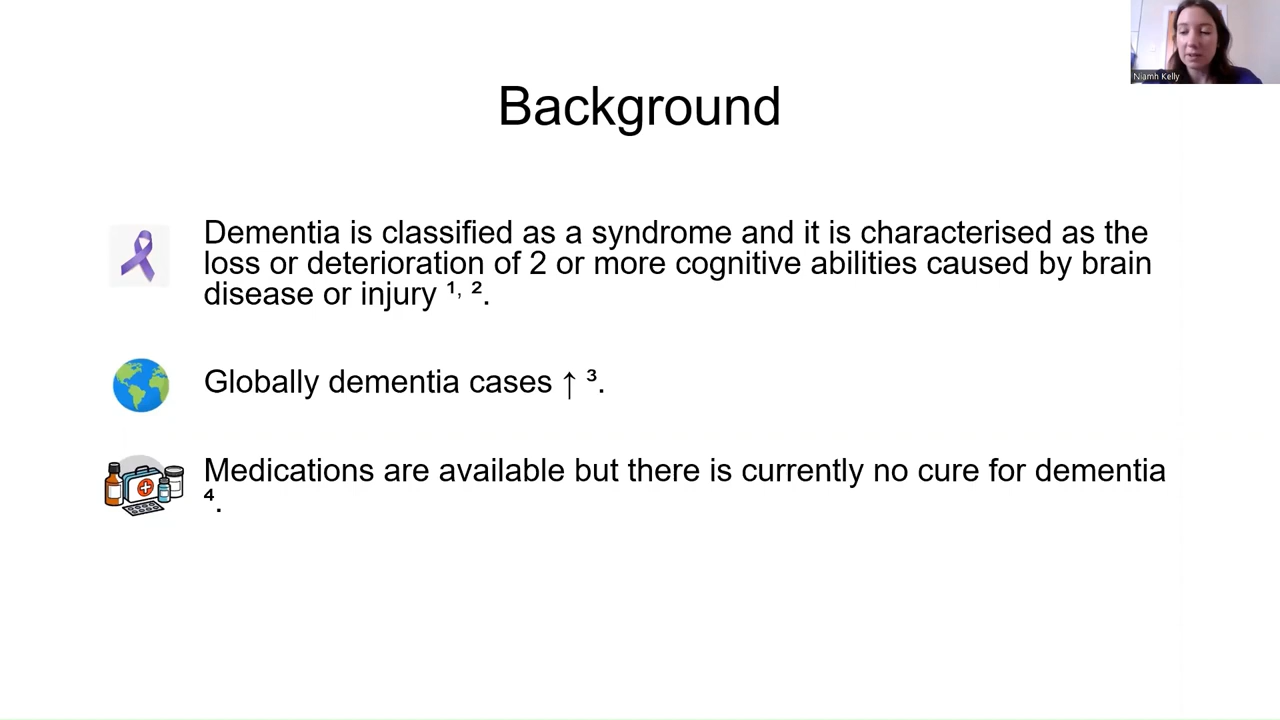 Niamh Kelly
Background
Dementia is classified as a syndrome and it is characterised as the
loss or deterioration of 2 or more cognitive abilities caused by brain
disease or injury ¹, ².
Globally dementia cases ↑ ³.
Medications are available but there is currently no cure for dementia
⁴.